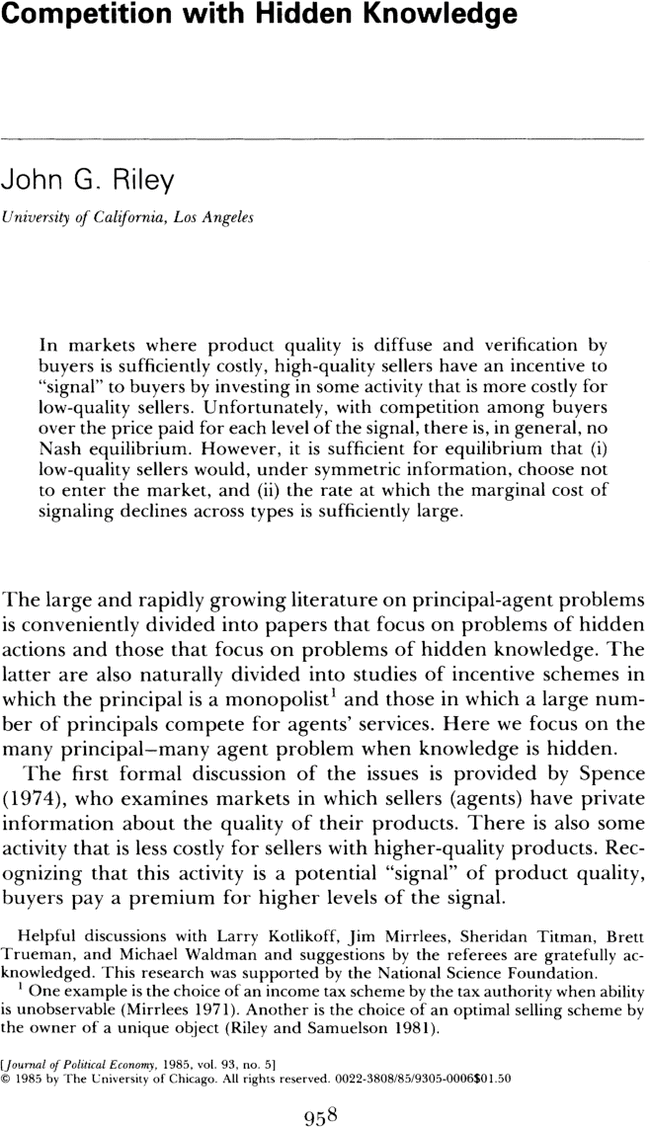 Competition with Hidden Knowledge
John G. Riley
University of California, Los Angeles
In markets where product quality is diffuse and verification by
buyers is sufficiently costly, high-quality sellers have an incentive to
“signal” to buyers by investing in some activity that is more costly for
low-quality sellers. Unfortunately, with competition among buyers
over the price paid for each level of the signal, there is, in general, no
Nash equilibrium. However, it is sufficient for equilibrium that (i)
low-quality sellers would, under symmetric information, choose not
to enter the market, and (ii) the rate at which the marginal cost of
signaling declines across types is sufficiently large.
The large and rapidly growing literature on principal-agent problems
is conveniently divided into papers that focus on problems of hidden
actions and those that focus on problems of hidden knowledge. The
latter are also naturally divided into studies of incentive schemes in
which the principal is a monopolist¹ and those in which a large num-
ber of principals compete for agents’ services. Here we focus on the
many principal–many agent problem when knowledge is hidden.
The first formal discussion of the issues is provided by Spence
(1974), who examines markets in which sellers (agents) have private
information about the quality of their products. There is also some
activity that is less costly for sellers with higher-quality products. Rec-
ognizing that this activity is a potential “signal” of product quality,
buyers pay a premium for higher levels of the signal.
Helpful discussions with Larry Kotlikoff, Jim Mirrlees, Sheridan Titman, Brett
Trueman, and Michael Waldman and suggestions by the referees are gratefully ac-
knowledged. This research was supported by the National Science Foundation.
¹ One example is the choice of an income tax scheme by the tax authority when ability
is unobservable (Mirrlees 1971). Another is the choice of an optimal selling scheme by
the owner of a unique object (Riley and Samuelson 1981).
[Journal of Political Economy, 1985, vol. 93, no. 5]
© 1985 by The University of Chicago. All rights reserved. 0022-3808/85/9305-0006$01.50
958